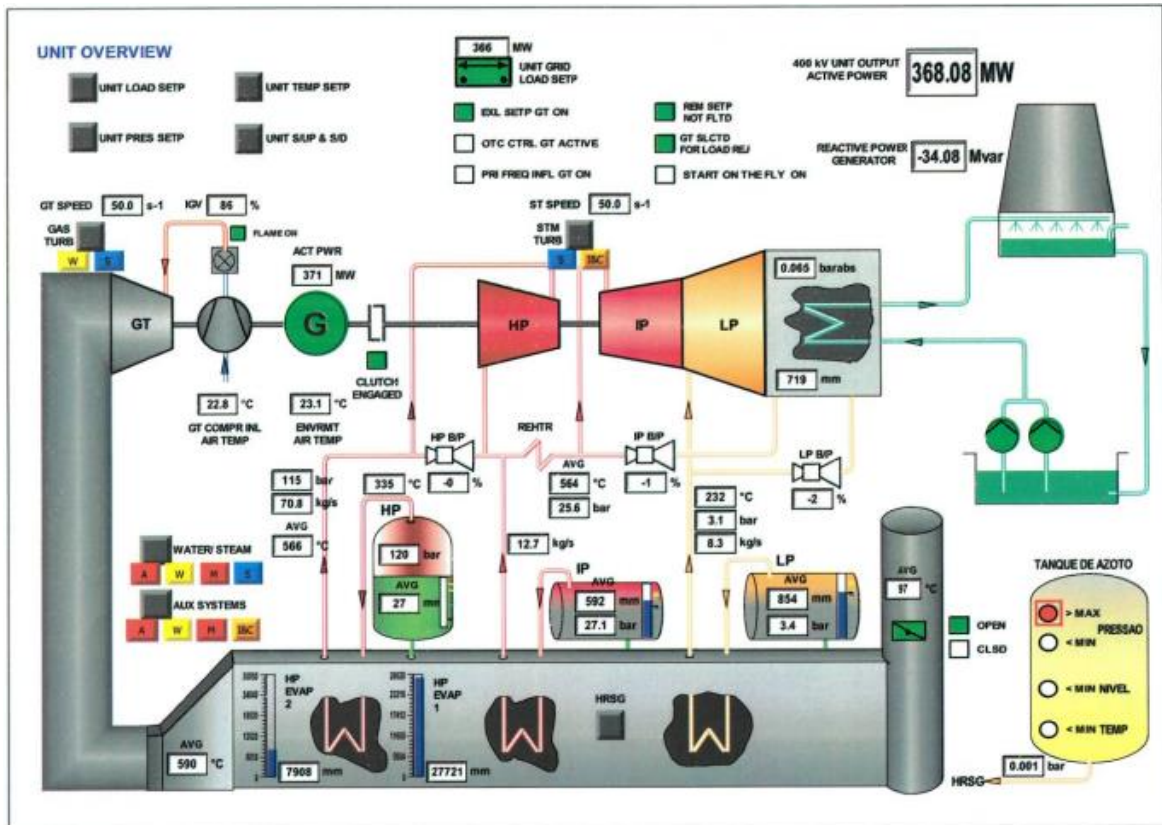 UNIT OVERVIEW
UNIT LOAD SETP
UNIT TEMP SETP
UNIT PRES SETP
UNIT S/UP & S/D
366 MW
UNIT GRID
LOAD SETP
EXL SETP GT ON
OTC CTRL GT ACTIVE
PRI FREQ INFL GT ON
REM SETP
NOT FLTD
GT SLCTD
FOR LOAD REJ
START ON THE FLY ON
400 kV UNIT OUTPUT
ACTIVE POWER
368.08 MW
REACTIVE POWER
GENERATOR
-34.08 Mvar
GT SPEED 50.0 s-1
IGV 86 %
ST SPEED 50.0 s-1
GAS
TURB
W S
FLAME ON
ACT PWR
371 MW
STM
TURB
S I&C
0.065 barabs
GT
G
HP
IP
LP
CLUTCH
ENGAGED
719 mm
22.8 °C
GT COMPR INL
AIR TEMP
23.1 °C
ENVRMT
AIR TEMP
HP B/P
-0 %
REHTR
IP B/P
-1 %
LP B/P
-2 %
115 bar
70.8 kg/s
AVG
566 °C
335 °C
HP
120 bar
AVG
27 mm
AVG
564 °C
25.6 bar
12.7 kg/s
232 °C
3.1 bar
8.3 kg/s
IP
AVG
592 mm
27.1 bar
LP
AVG
854 mm
3.4 bar
WATER/ STEAM
A W M S
AUX SYSTEMS
A W M I&C
AVG
97 °C
OPEN
CLSD
TANQUE DE AZOTO
> MAX
PRESSAO
< MIN
< MIN NIVEL
< MIN TEMP
0.001 bar
HRSG
AVG
590 °C
HP
EVAP
2
7908 mm
HP
EVAP
1
27721 mm
HRSG